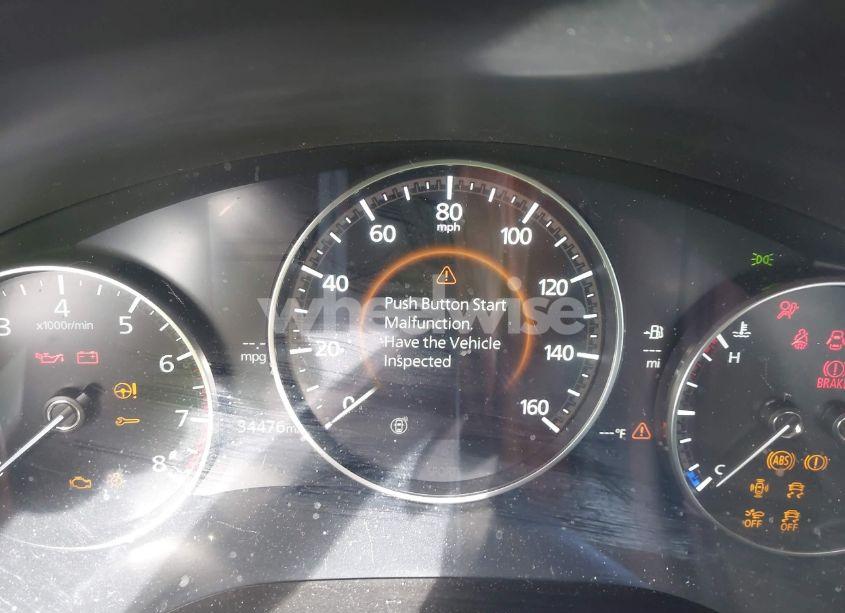 80
mph
60
100
40
120
20
140
0
160
Push Button Start
Malfunction.
Have the Vehicle
Inspected
wheelwise
3
4
5
6
7
8
x1000r/min
---
mpg
34476
---
mi
---°F
H
C
BRAKE
ABS
OFF
OFF